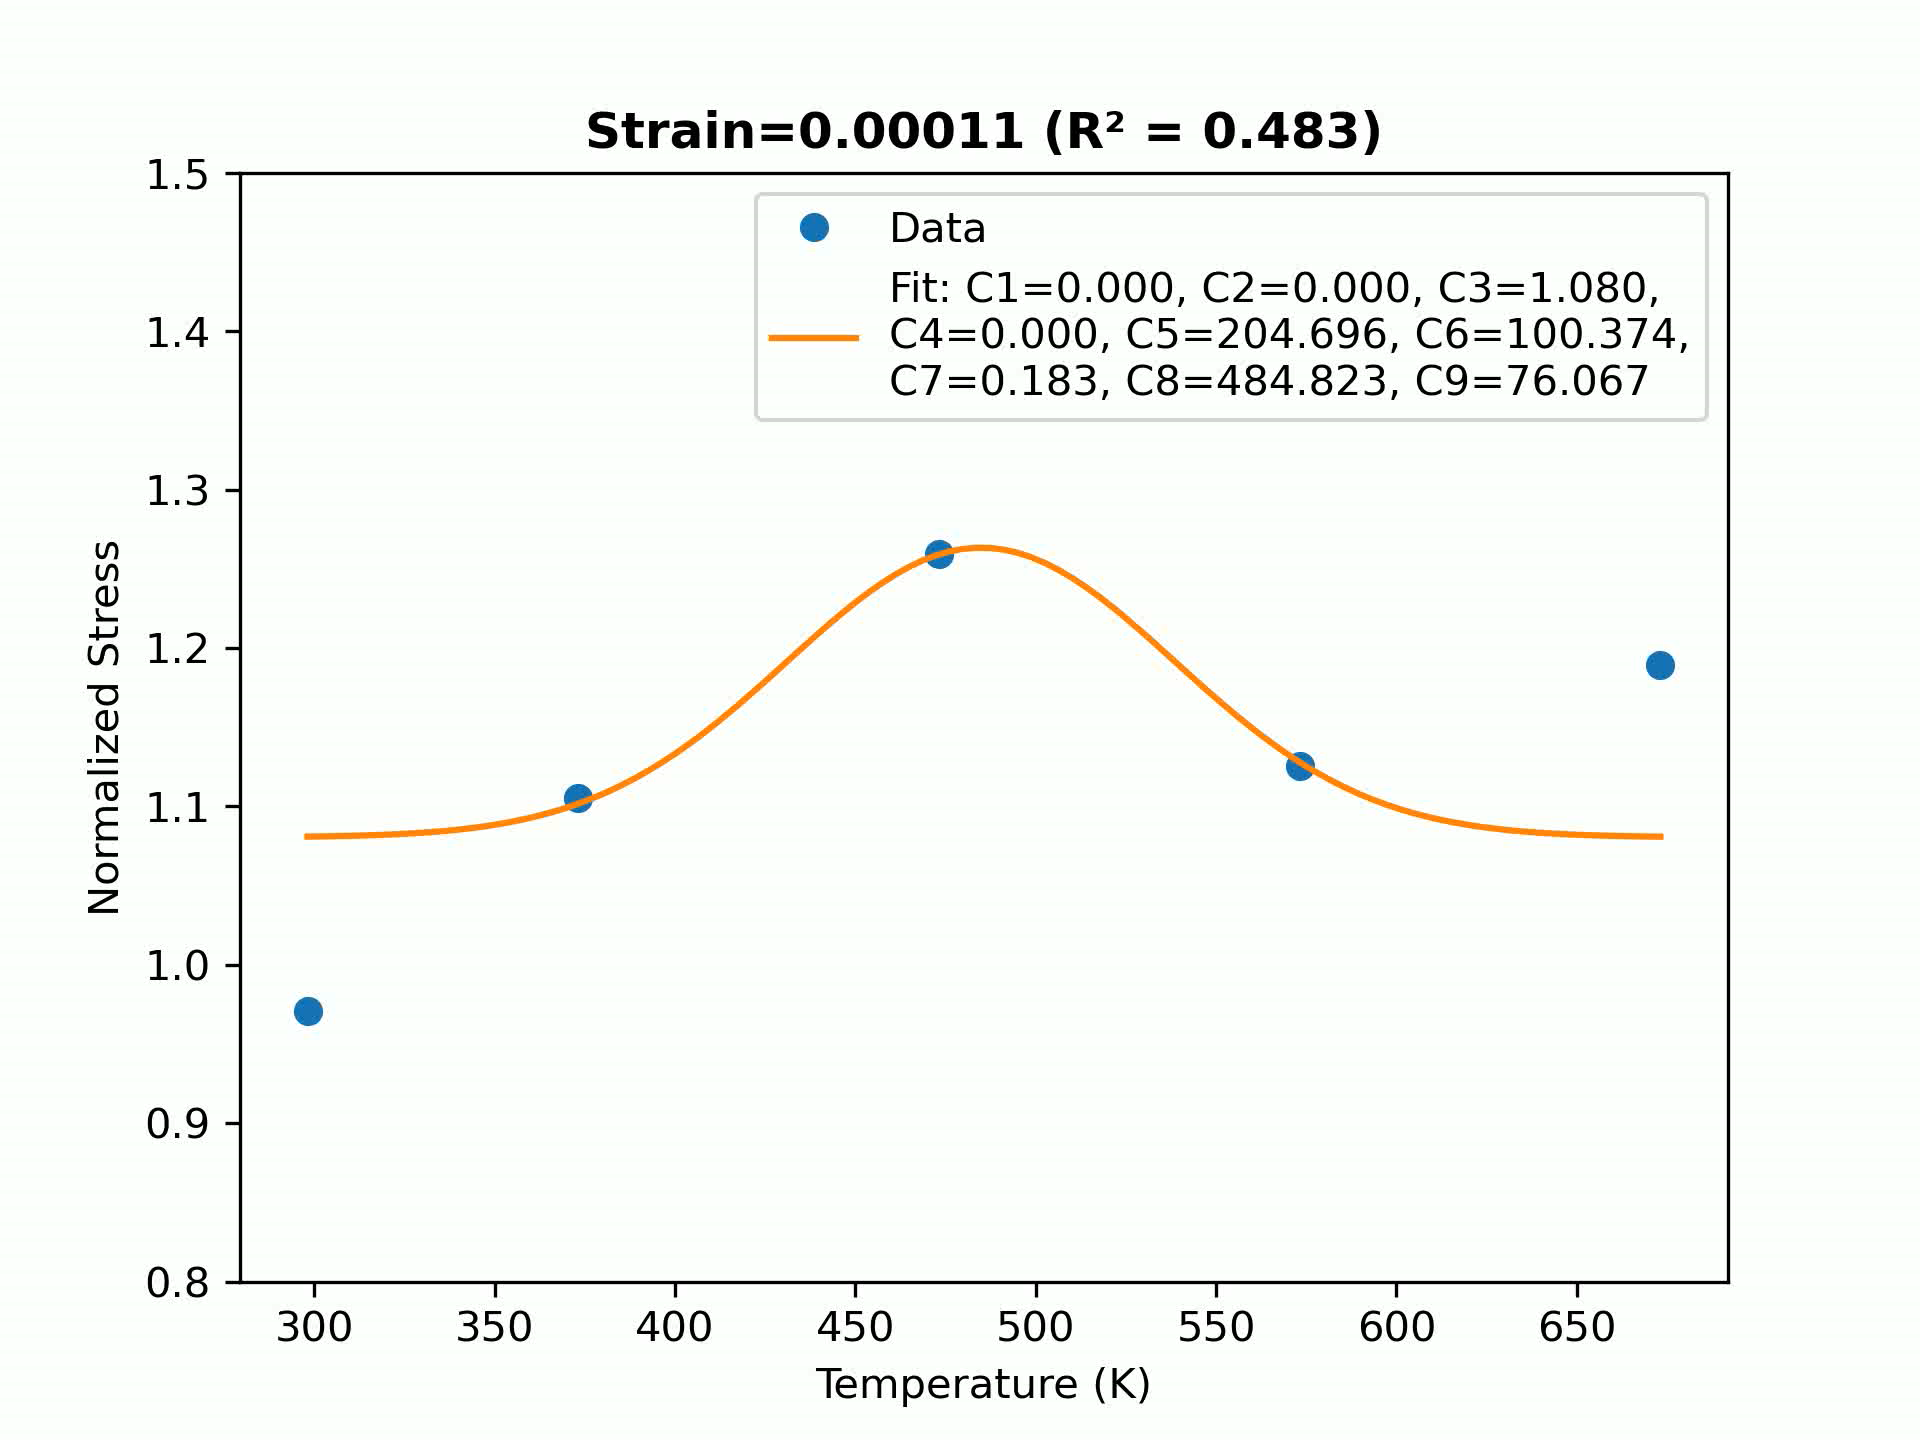 Strain=0.00011 (R² = 0.483)
1.5
1.4
1.3
1.2
1.1
1.0
0.9
0.8
Normalized Stress
Data
Fit: C1=0.000, C2=0.000, C3=1.080,
C4=0.000, C5=204.696, C6=100.374,
C7=0.183, C8=484.823, C9=76.067
300 350 400 450 500 550 600 650
Temperature (K)